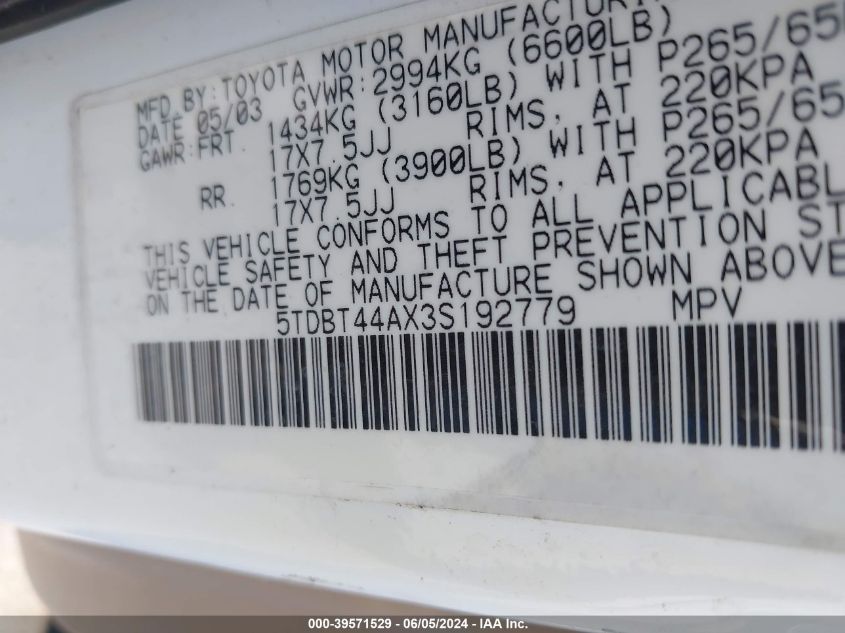 MFD BY: TOYOTA MOTOR MANUFACTURI
DATE 05/03 GVWR: 2994KG (6600LB)
GAWR: FRT. 1434KG (3160LB) WITH P265/65
17X7.5JJ RIMS, AT 220KPA
RR. 1769KG (3900LB) WITH P265/65
17X7.5JJ RIMS, AT 220KPA
THIS VEHICLE CONFORMS TO ALL APPLICABL
VEHICLE SAFETY AND THEFT PREVENTION ST
ON THE DATE OF MANUFACTURE SHOWN ABOVE
5TDBT44AX3S192779 MPV
000-39571529 - 06/05/2024 - IAA Inc.